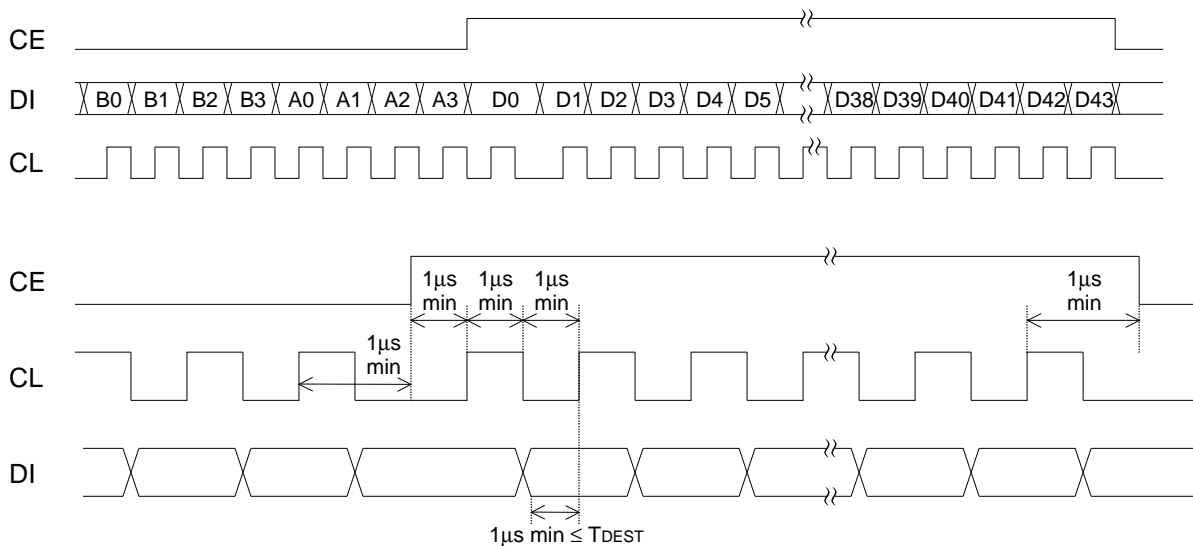 CE
DI B0 B1 B2 B3 A0 A1 A2 A3 D0 D1 D2 D3 D4 D5 D38 D39 D40 D41 D42 D43
CL
CE
1μs min 1μs min 1μs min 1μs min
1μs min
CL
DI
1μs min ≤ TDEST